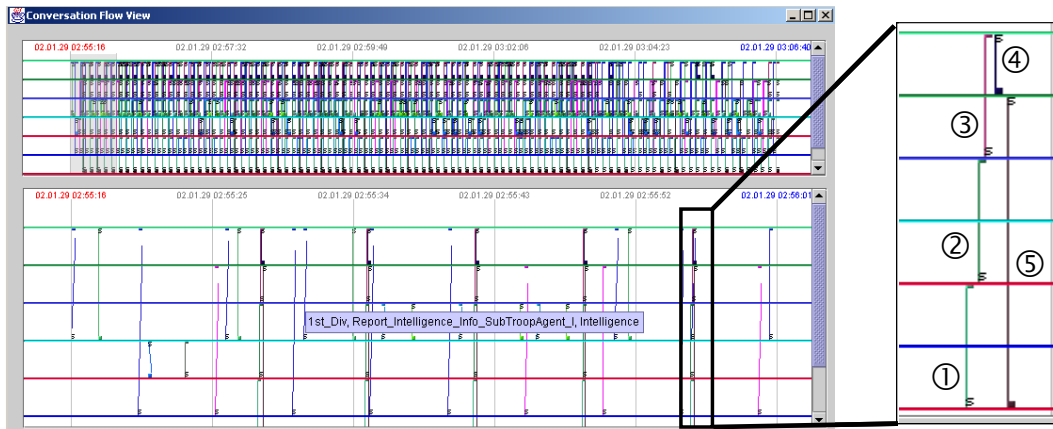 Conversation Flow View
02.01.29 02:55:16 02.01.29 02:57:32 02.01.29 02:59:49 02.01.29 03:02:06 02.01.29 03:04:23 02.01.29 03:06:40
02.01.29 02:55:16 02.01.29 02:55:25 02.01.29 02:55:34 02.01.29 02:55:43 02.01.29 02:55:52 02.01.29 02:56:01
1st_Div, Report_Intelligence_Info_SubTroopAgent_I, Intelligence
④
③
②
⑤
①